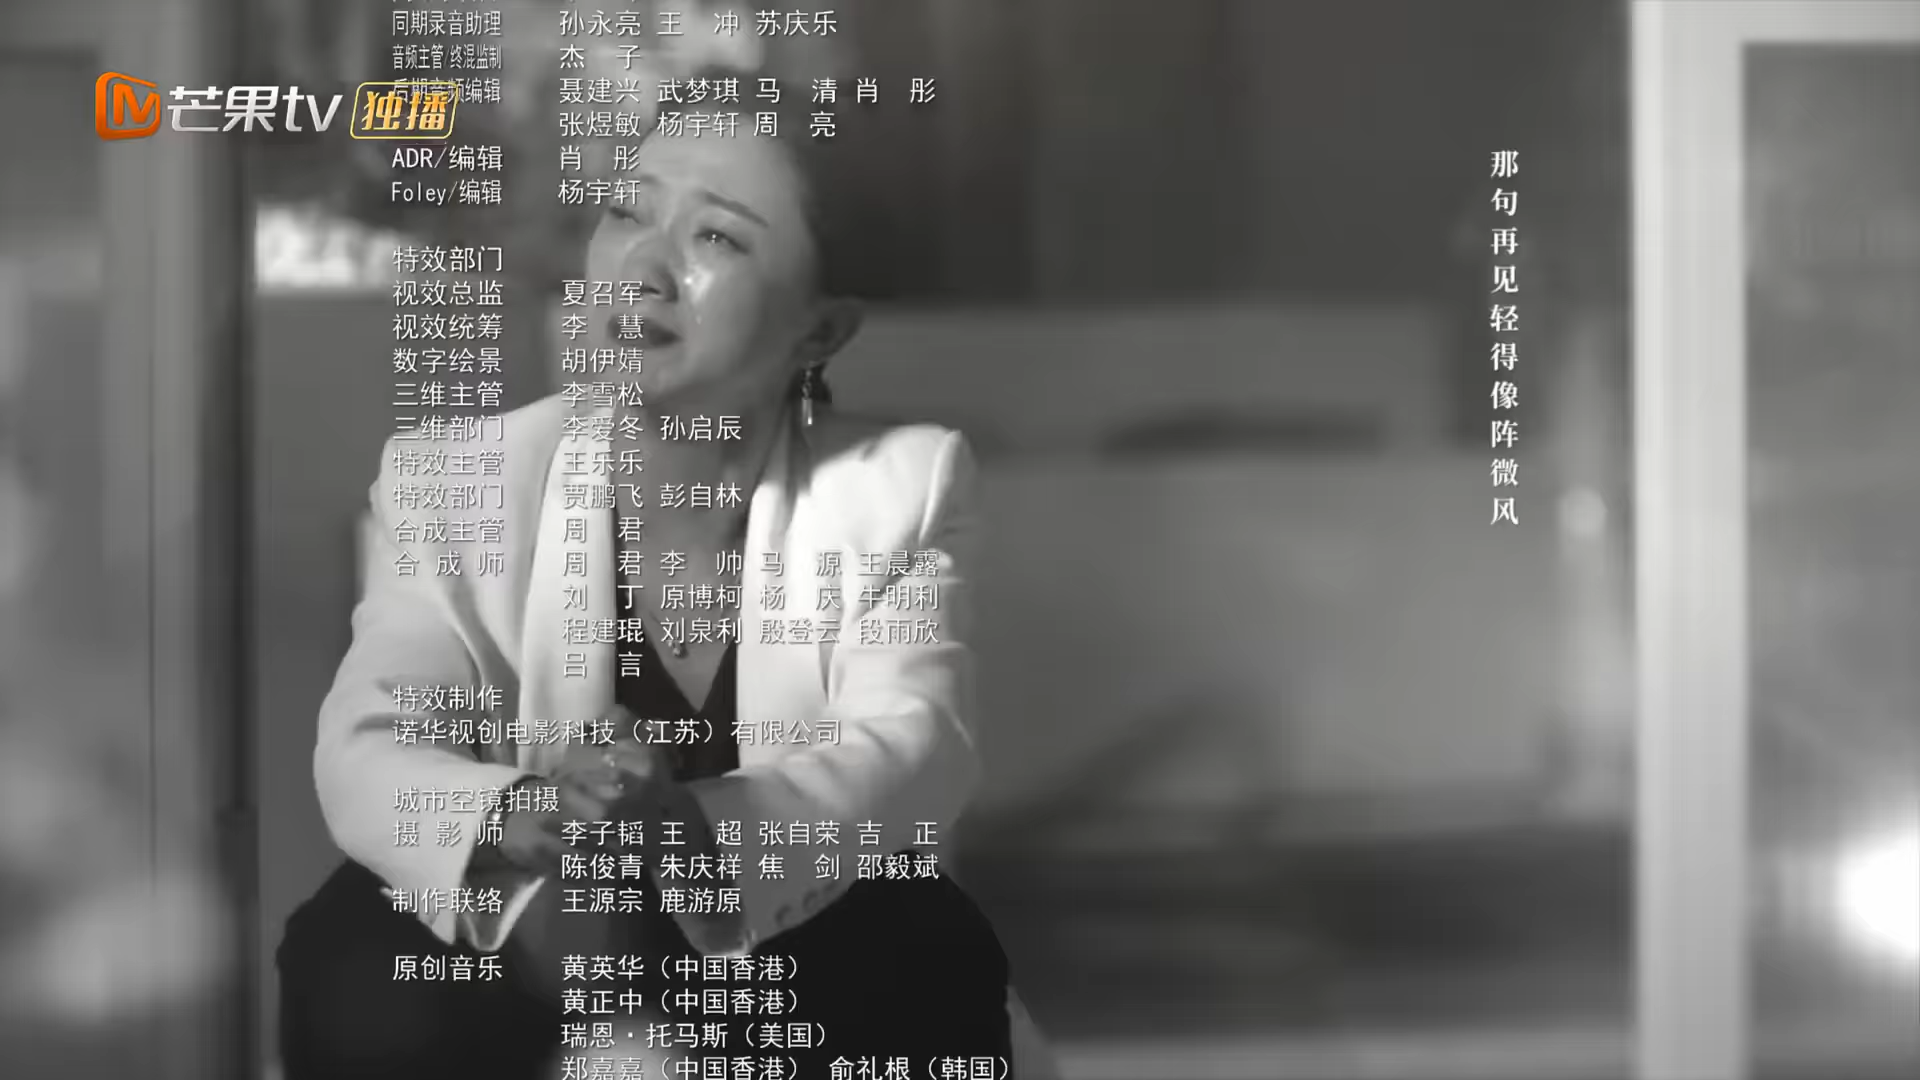 同期录音助理 孙永亮 王 冲 苏庆乐
音频主管/终混监制 杰 子
后期音频编辑 聂建兴 武梦琪 马 清 肖 彤
张煜敏 杨宇轩 周 亮
芒果tv 独播
ADR/编辑 肖 彤
Foley/编辑 杨宇轩
特效部门
视效总监 夏召军
视效统筹 李 慧
数字绘景 胡伊婧
三维主管 李雪松
三维部门 李爱冬 孙启辰
特效主管 王乐乐
特效部门 贾鹏飞 彭自林
合成主管 周 君
合成师 周 君 李 帅 马 源 王晨露
刘 丁 原博柯 杨 庆 牛明利
程建琨 刘泉利 殷登云 段雨欣
吕 言
特效制作
诺华视创电影科技（江苏）有限公司
城市空镜拍摄
摄影师 李子韬 王 超 张自荣 吉 正
陈俊青 朱庆祥 焦 剑 邵毅斌
制作联络 王源宗 鹿游原
原创音乐 黄英华（中国香港）
黄正中（中国香港）
瑞恩·托马斯（美国）
郑嘉嘉（中国香港） 俞礼根（韩国）
那句再见轻得像阵微风